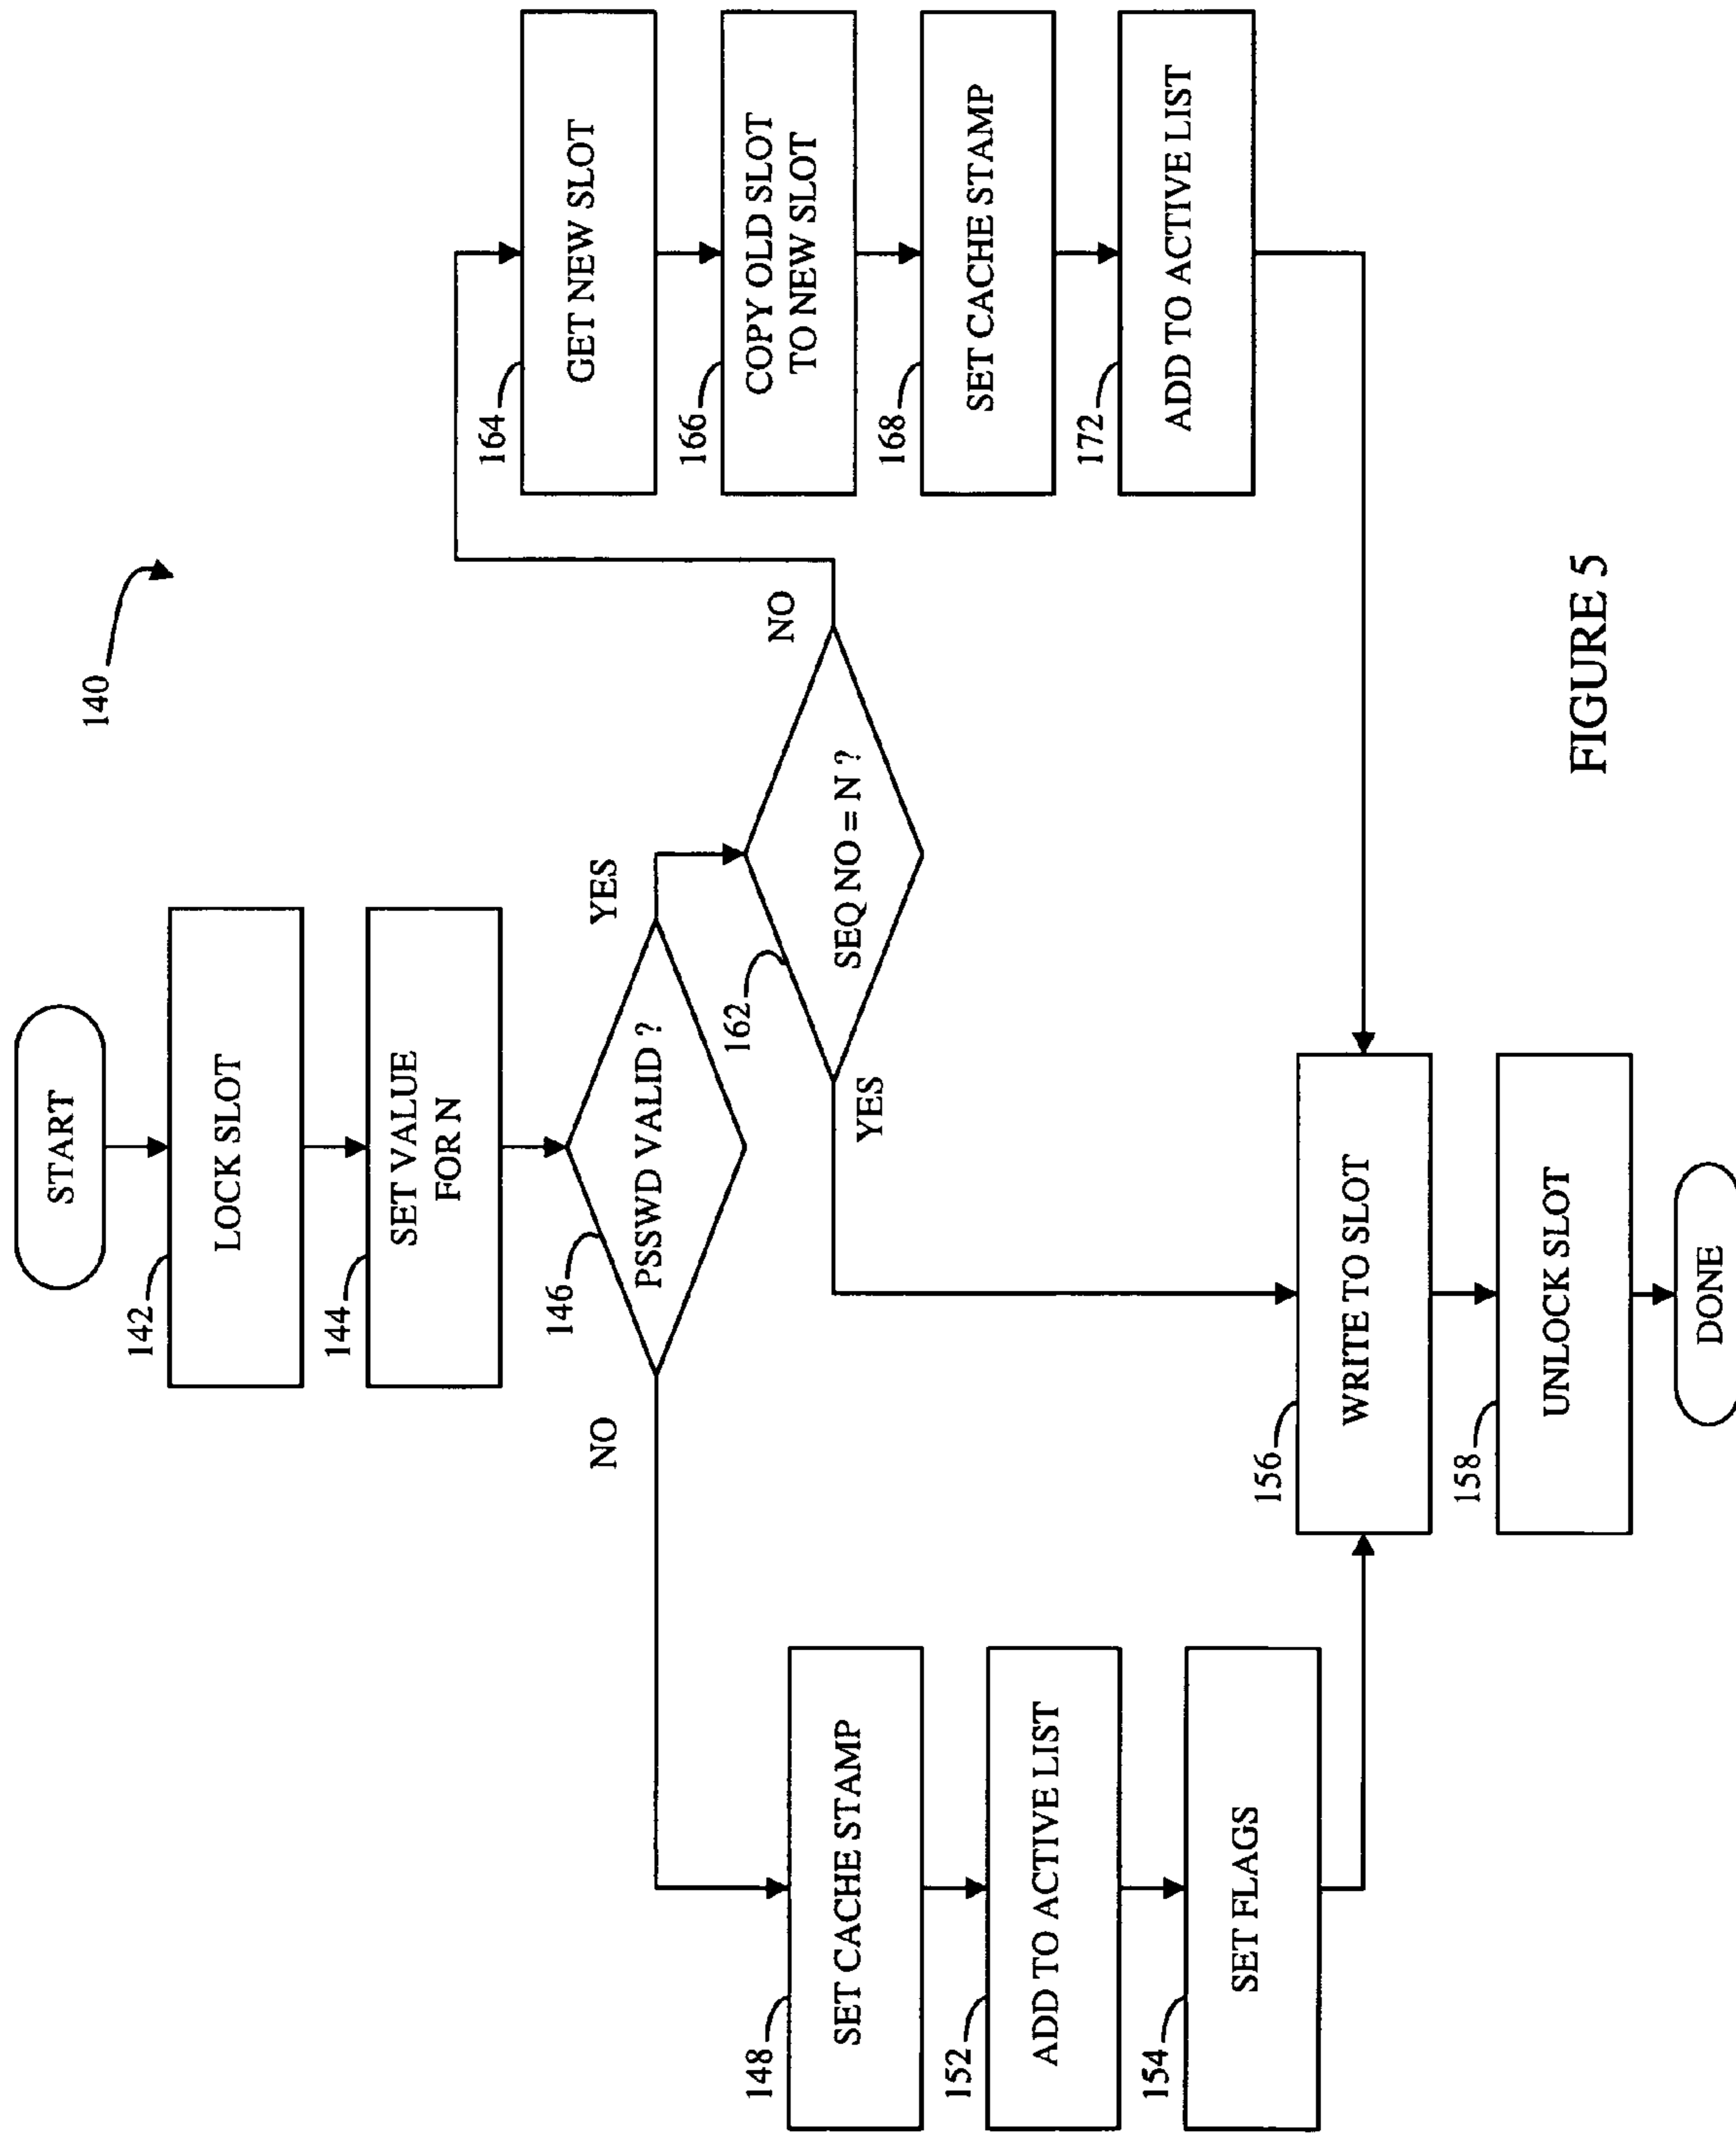 140
START
142
LOCK SLOT
144
SET VALUE
FOR N
146
PSSWD VALID ?
NO
YES
162
SEQ NO = N ?
YES
NO
164
GET NEW SLOT
166
COPY OLD SLOT
TO NEW SLOT
168
SET CACHE STAMP
172
ADD TO ACTIVE LIST
148
SET CACHE STAMP
152
ADD TO ACTIVE LIST
154
SET FLAGS
156
WRITE TO SLOT
158
UNLOCK SLOT
DONE
FIGURE 5